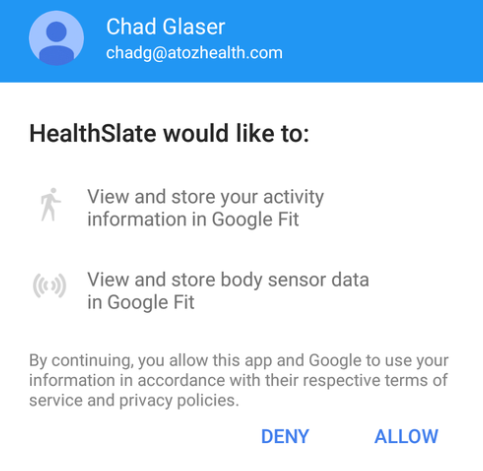 Chad Glaser
chadg@atozhealth.com
HealthSlate would like to:
View and store your activity
information in Google Fit
View and store body sensor data
in Google Fit
By continuing, you allow this app and Google to use your
information in accordance with their respective terms of
service and privacy policies.
DENY ALLOW